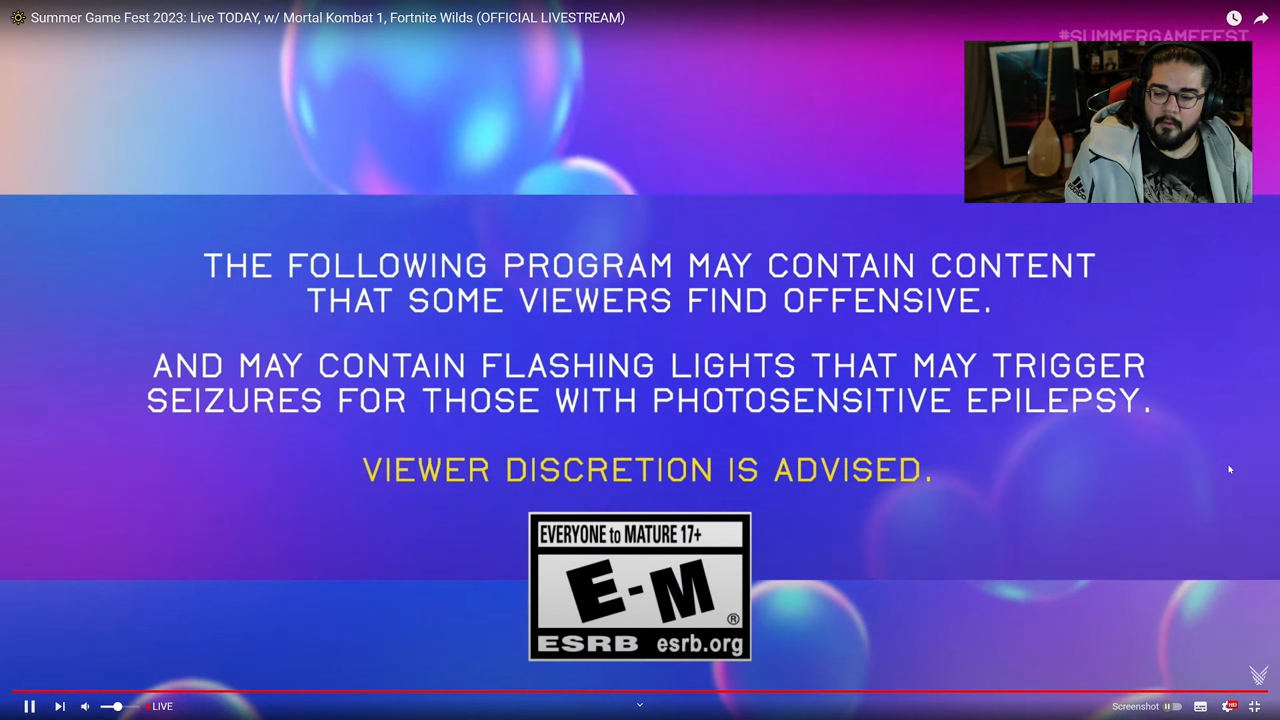 Summer Game Fest 2023: Live TODAY, w/ Mortal Kombat 1, Fortnite Wilds (OFFICIAL LIVESTREAM)
#SUMMERGAMEFEST
THE FOLLOWING PROGRAM MAY CONTAIN CONTENT
THAT SOME VIEWERS FIND OFFENSIVE.
AND MAY CONTAIN FLASHING LIGHTS THAT MAY TRIGGER
SEIZURES FOR THOSE WITH PHOTOSENSITIVE EPILEPSY.
VIEWER DISCRETION IS ADVISED.
EVERYONE to MATURE 17+
E-M®
ESRB esrb.org
LIVE
Screenshot
HD